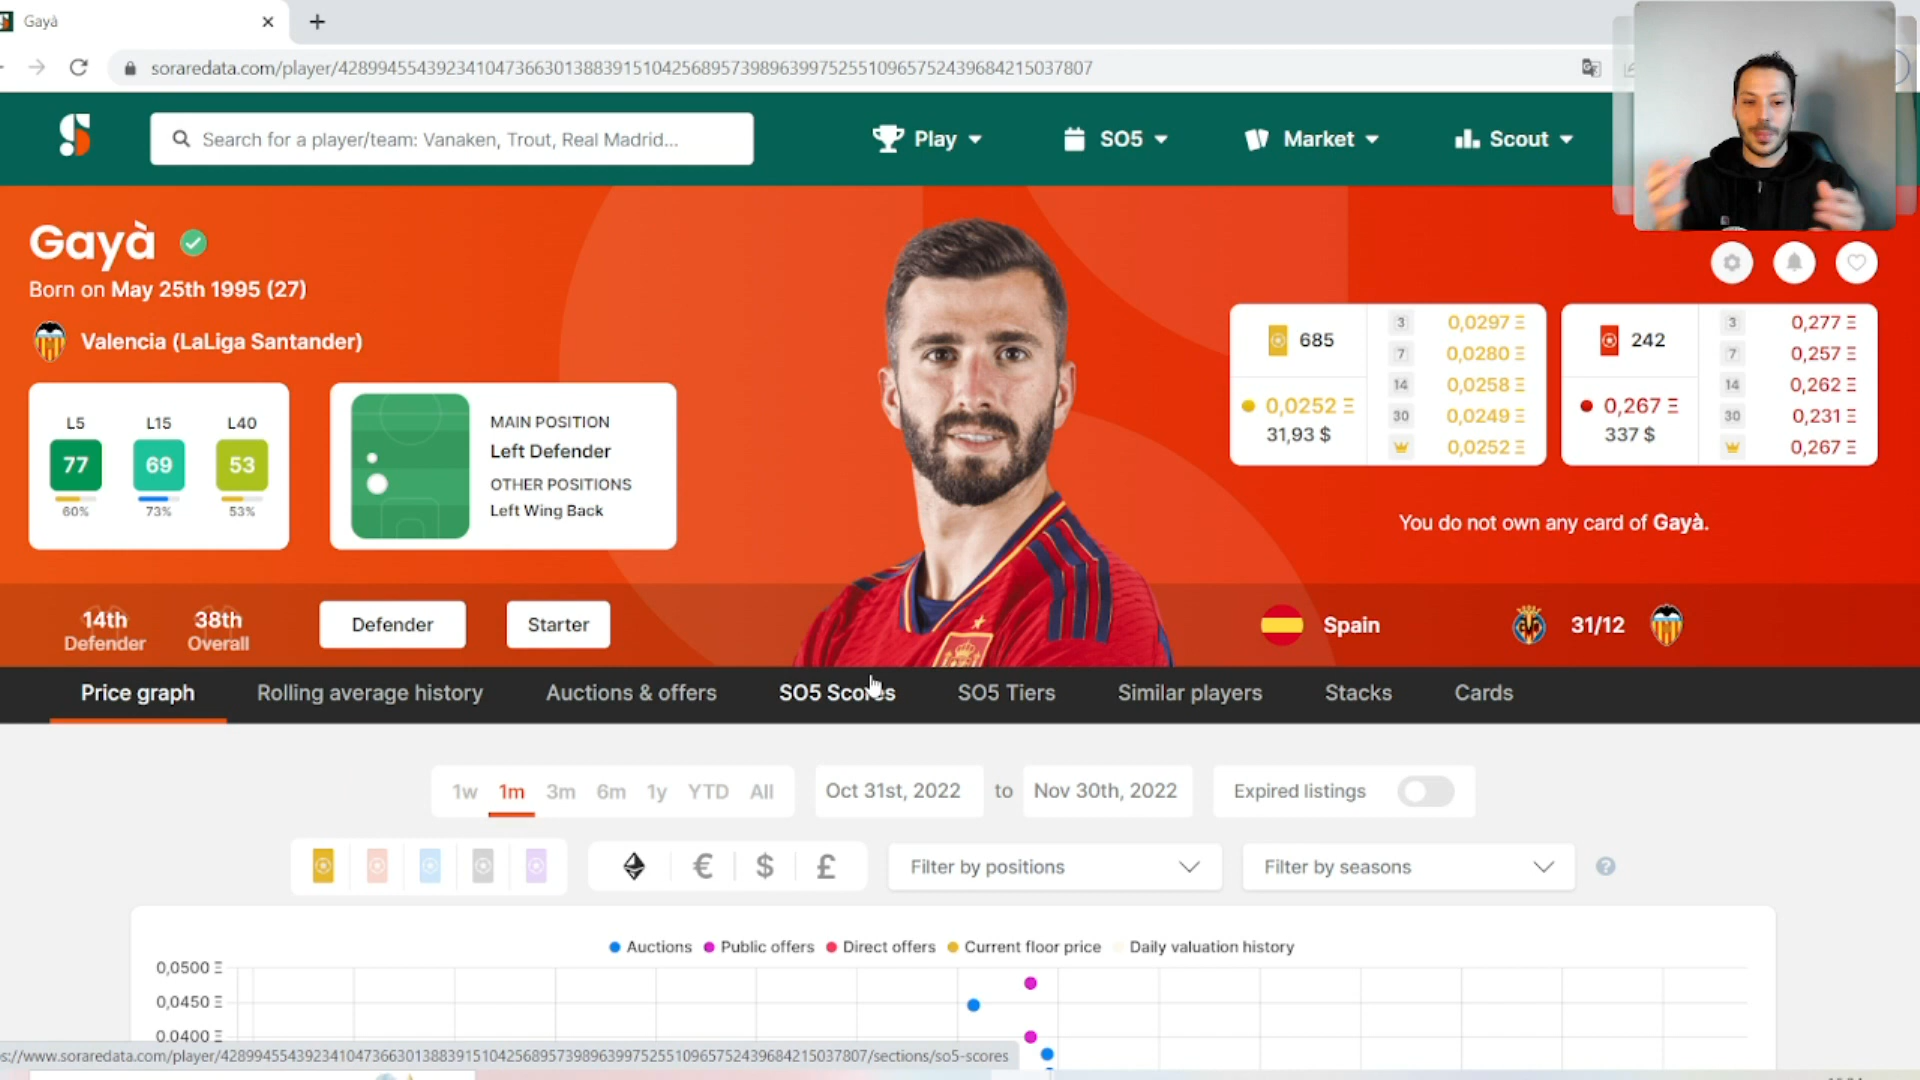 Gayà
soraredata.com/player/42899455439234104736630138839151042568957398963997525510965752439684215037807
Search for a player/team: Vanaken, Trout, Real Madrid...
Play
SO5
Market
Scout
Gayà
Born on May 25th 1995 (27)
Valencia (LaLiga Santander)
L5 L15 L40
77 69 53
60% 73% 53%
MAIN POSITION
Left Defender
OTHER POSITIONS
Left Wing Back
685
0,0252 Ξ
31,93 $
3 0,0297 Ξ
7 0,0280 Ξ
14 0,0258 Ξ
30 0,0249 Ξ
0,0252 Ξ
242
0,267 Ξ
337 $
3 0,277 Ξ
7 0,257 Ξ
14 0,262 Ξ
30 0,231 Ξ
0,267 Ξ
You do not own any card of Gayà.
14th
Defender
38th
Overall
Defender
Starter
Spain
31/12
Price graph
Rolling average history
Auctions & offers
SO5 Scores
SO5 Tiers
Similar players
Stacks
Cards
1w 1m 3m 6m 1y YTD All
Oct 31st, 2022 to Nov 30th, 2022
Expired listings
€ $ £
Filter by positions
Filter by seasons
?
Auctions Public offers Direct offers Current floor price Daily valuation history
0,0500 Ξ
0,0450 Ξ
0,0400 Ξ
s://www.soraredata.com/player/42899455439234104736630138839151042568957398963997525510965752439684215037807/sections/so5-scores